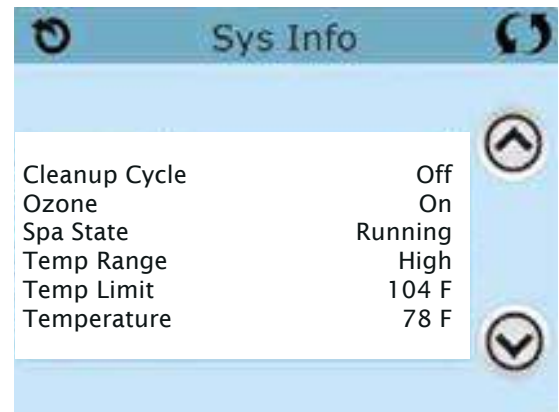 Sys Info
Cleanup Cycle Off
Ozone On
Spa State Running
Temp Range High
Temp Limit 104 F
Temperature 78 F